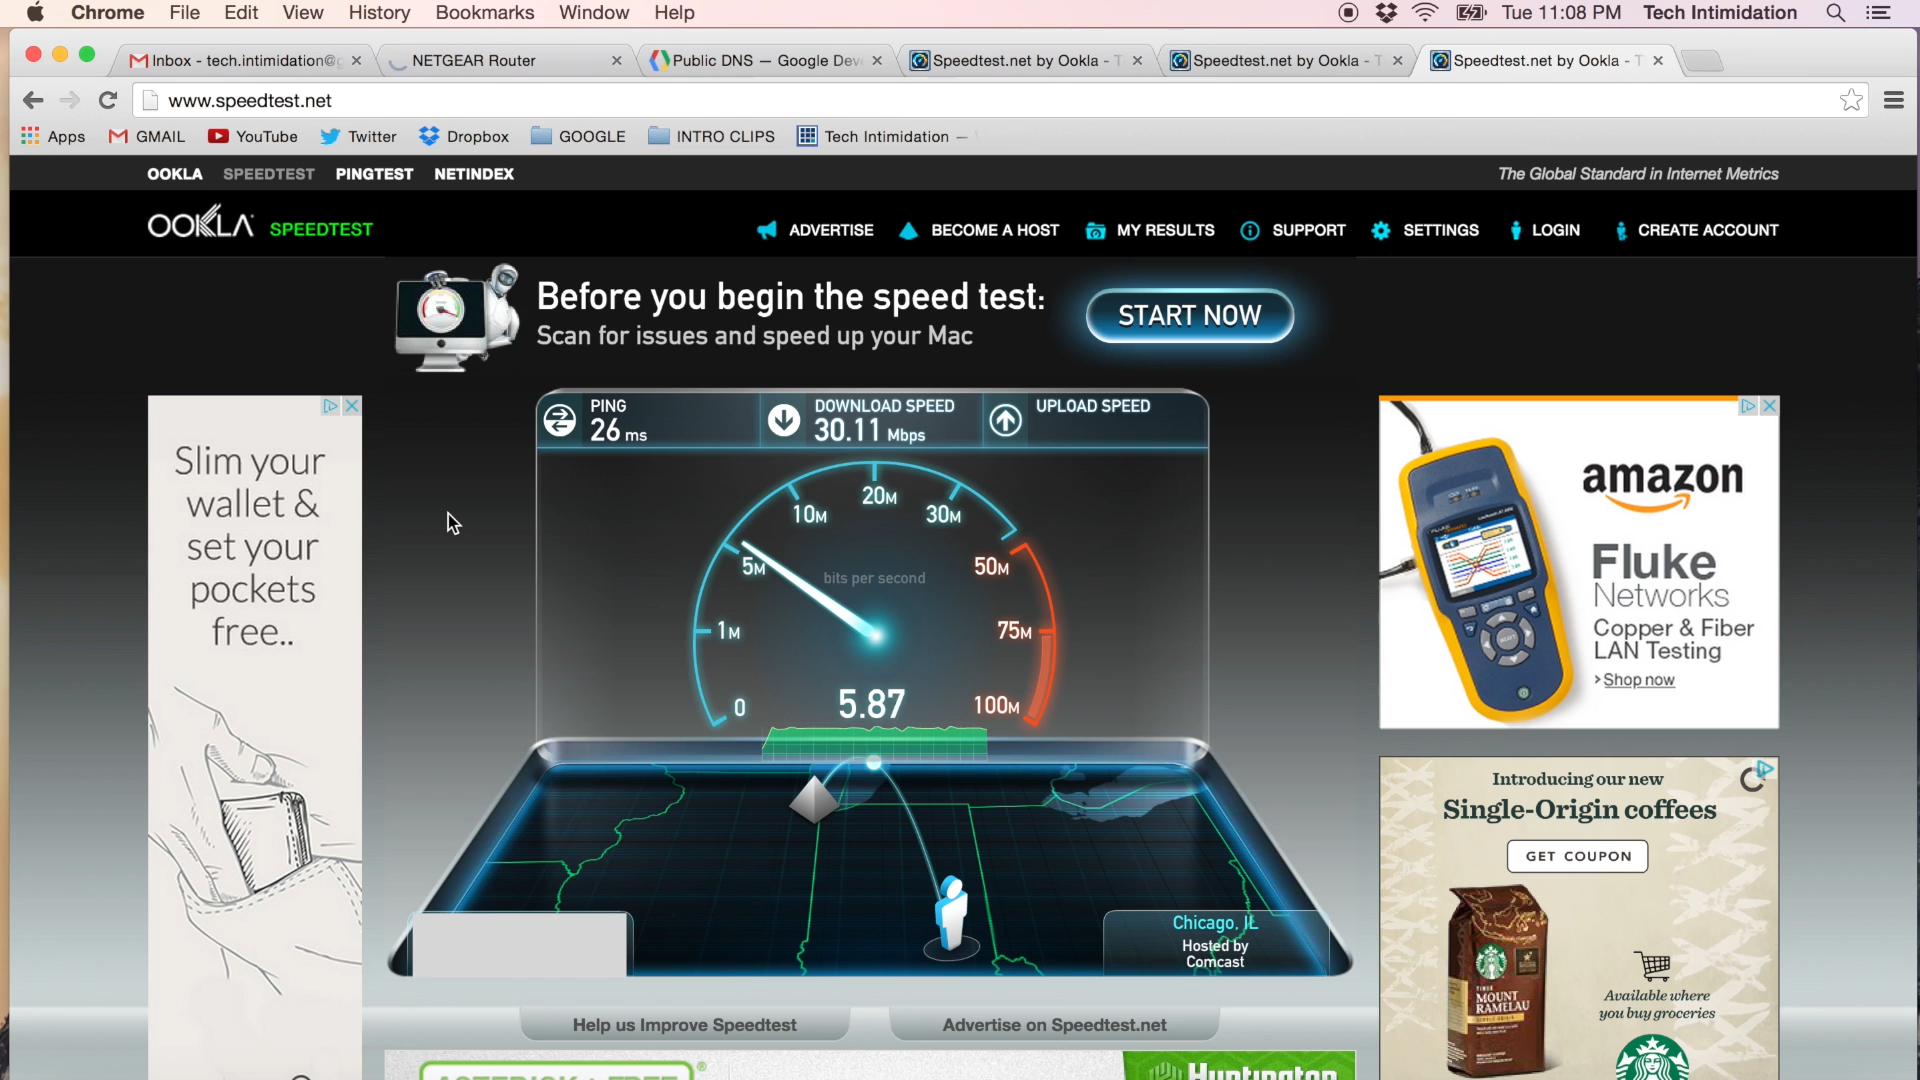 Chrome File Edit View History Bookmarks Window Help Tue 11:08 PM Tech Intimidation
Inbox - tech.intimidation@g NETGEAR Router Public DNS — Google Dev Speedtest.net by Ookla - T Speedtest.net by Ookla - T Speedtest.net by Ookla - T
www.speedtest.net
Apps GMAIL YouTube Twitter Dropbox GOOGLE INTRO CLIPS Tech Intimidation —
OOKLA SPEEDTEST PINGTEST NETINDEX The Global Standard in Internet Metrics
OOKLA SPEEDTEST ADVERTISE BECOME A HOST MY RESULTS SUPPORT SETTINGS LOGIN CREATE ACCOUNT
Before you begin the speed test:
Scan for issues and speed up your Mac
START NOW
Slim your
wallet &
set your
pockets
free..
PING
26 ms
DOWNLOAD SPEED
30.11 Mbps
UPLOAD SPEED
20M
10M 30M
5M bits per second 50M
1M 75M
0 5.87 100M
Chicago, IL
Hosted by
Comcast
Help us Improve Speedtest Advertise on Speedtest.net
ASTERISK + FREE
Huntington
amazon
Fluke
Networks
Copper & Fiber
LAN Testing
> Shop now
Introducing our new
Single-Origin coffees
GET COUPON
MOUNT
RAMELAU
Available where
you buy groceries